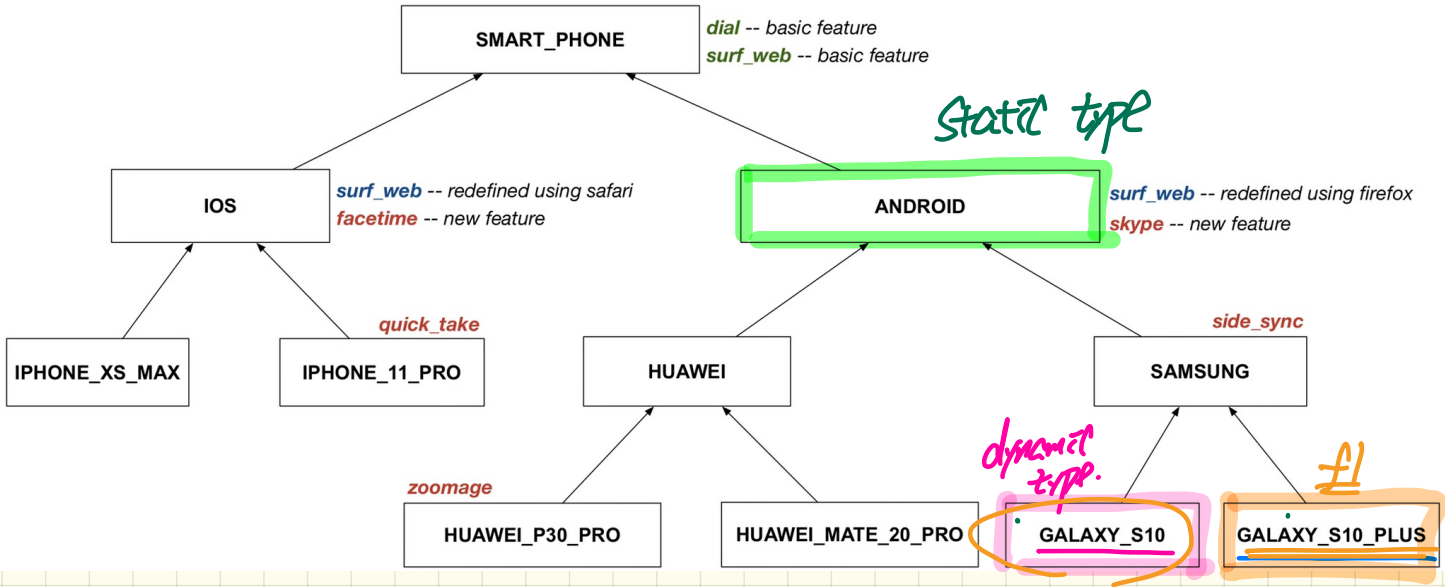 SMART_PHONE
dial -- basic feature
surf_web -- basic feature
static type
IOS
surf_web -- redefined using safari
facetime -- new feature
ANDROID
surf_web -- redefined using firefox
skype -- new feature
quick_take
side_sync
IPHONE_XS_MAX
IPHONE_11_PRO
HUAWEI
SAMSUNG
dynamic
type.
zoomage
HUAWEI_P30_PRO
HUAWEI_MATE_20_PRO
GALAXY_S10
GALAXY_S10_PLUS